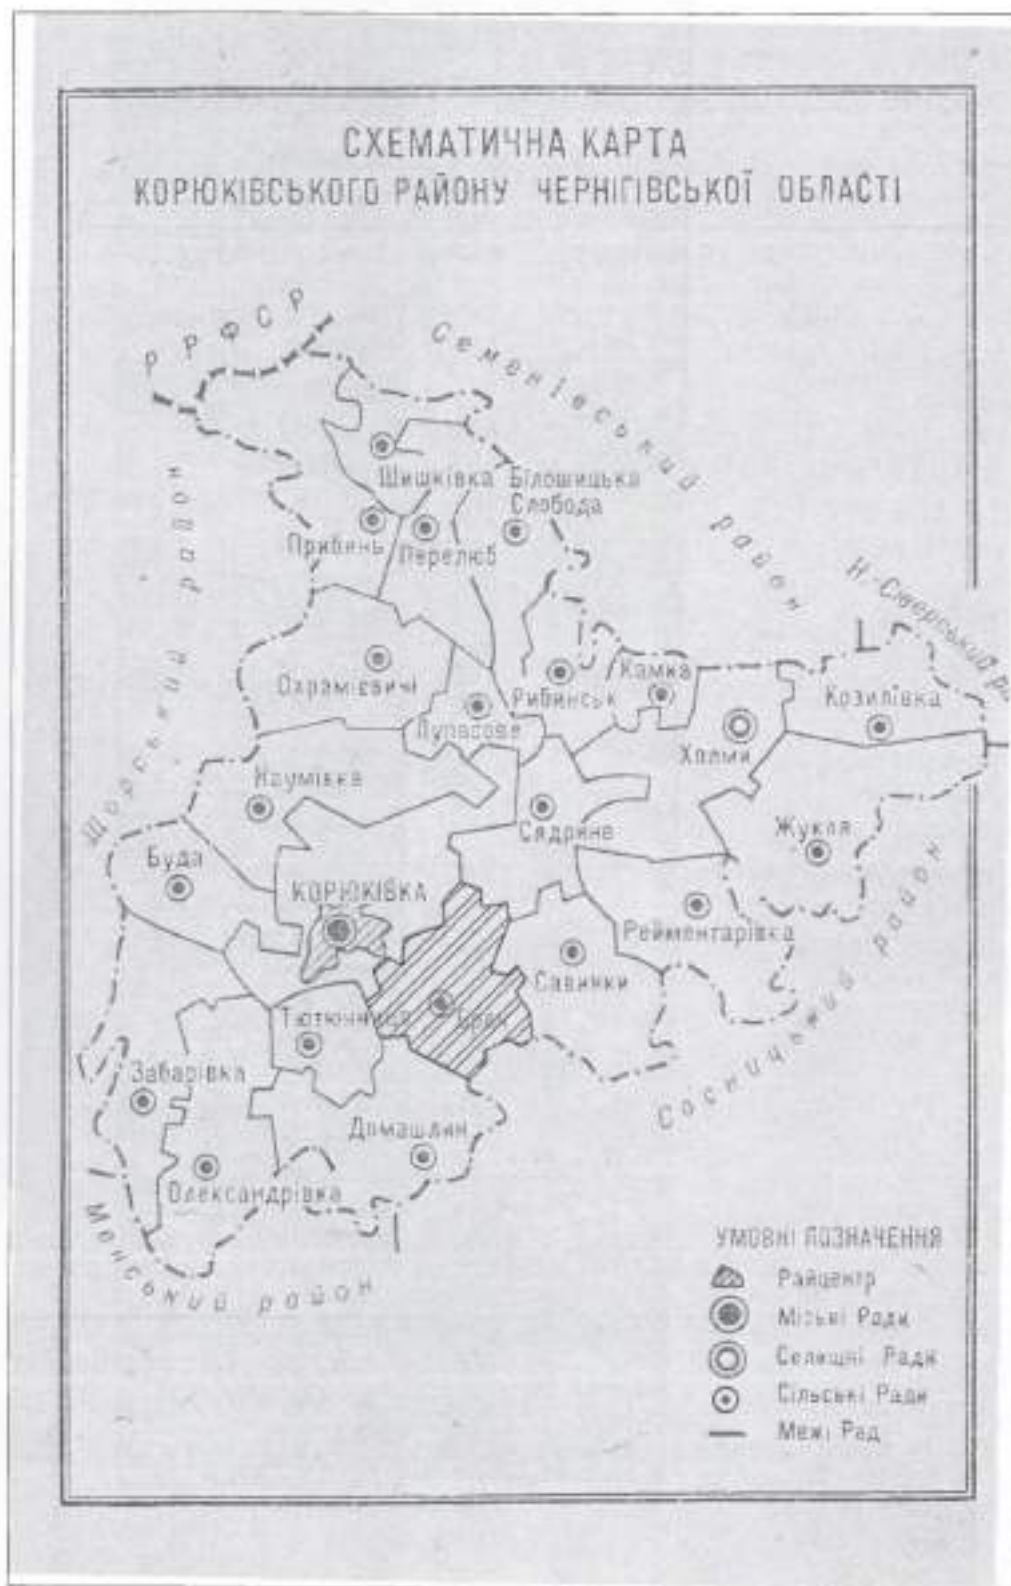 СХЕМАТИЧНА КАРТА
КОРЮКІВСЬКОГО РАЙОНУ ЧЕРНІГІВСЬКОЇ ОБЛАСТІ
РРФСР
Семенівський район
Шишківка
Білошицька
Слобода
Прибинь
Перелюб
Щорський район
Н-Сіверський
Охрамієвичі
Рибинськ
Камка
Козилівка
Лупасове
Холми
Наумівка
Сядрине
Жукля
Буда
КОРЮКІВКА
Рейментарівка
Савинки
Забарівка
Сосницький район
Домашлин
Олександрівка
Менський район
УМОВНІ ПОЗНАЧЕННЯ
Райцентр
Міські Ради
Селищні Ради
Сільські Ради
Межі Рад